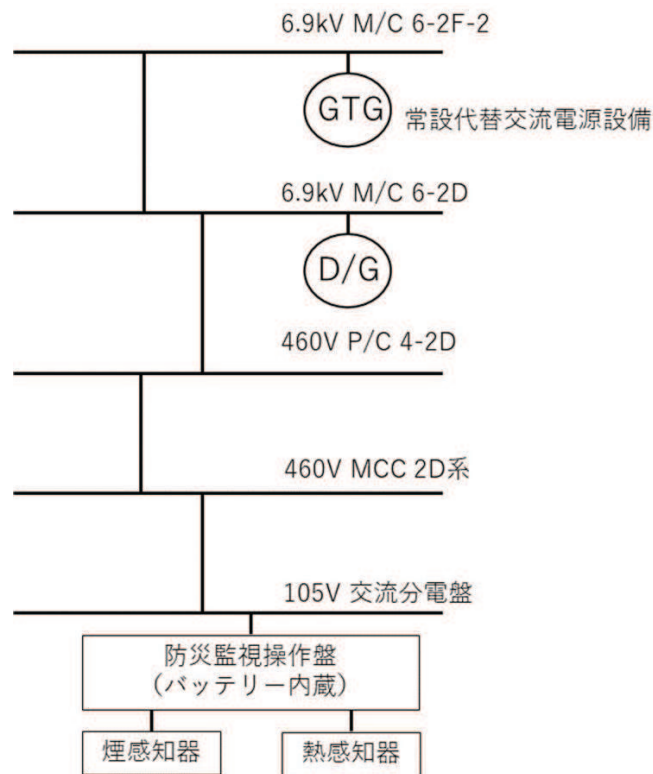 6.9kV M/C 6-2F-2
GTG
常設代替交流電源設備
6.9kV M/C 6-2D
D/G
460V P/C 4-2D
460V MCC 2D系
105V 交流分電盤
防災監視操作盤
(バッテリー内蔵)
煙感知器
熱感知器